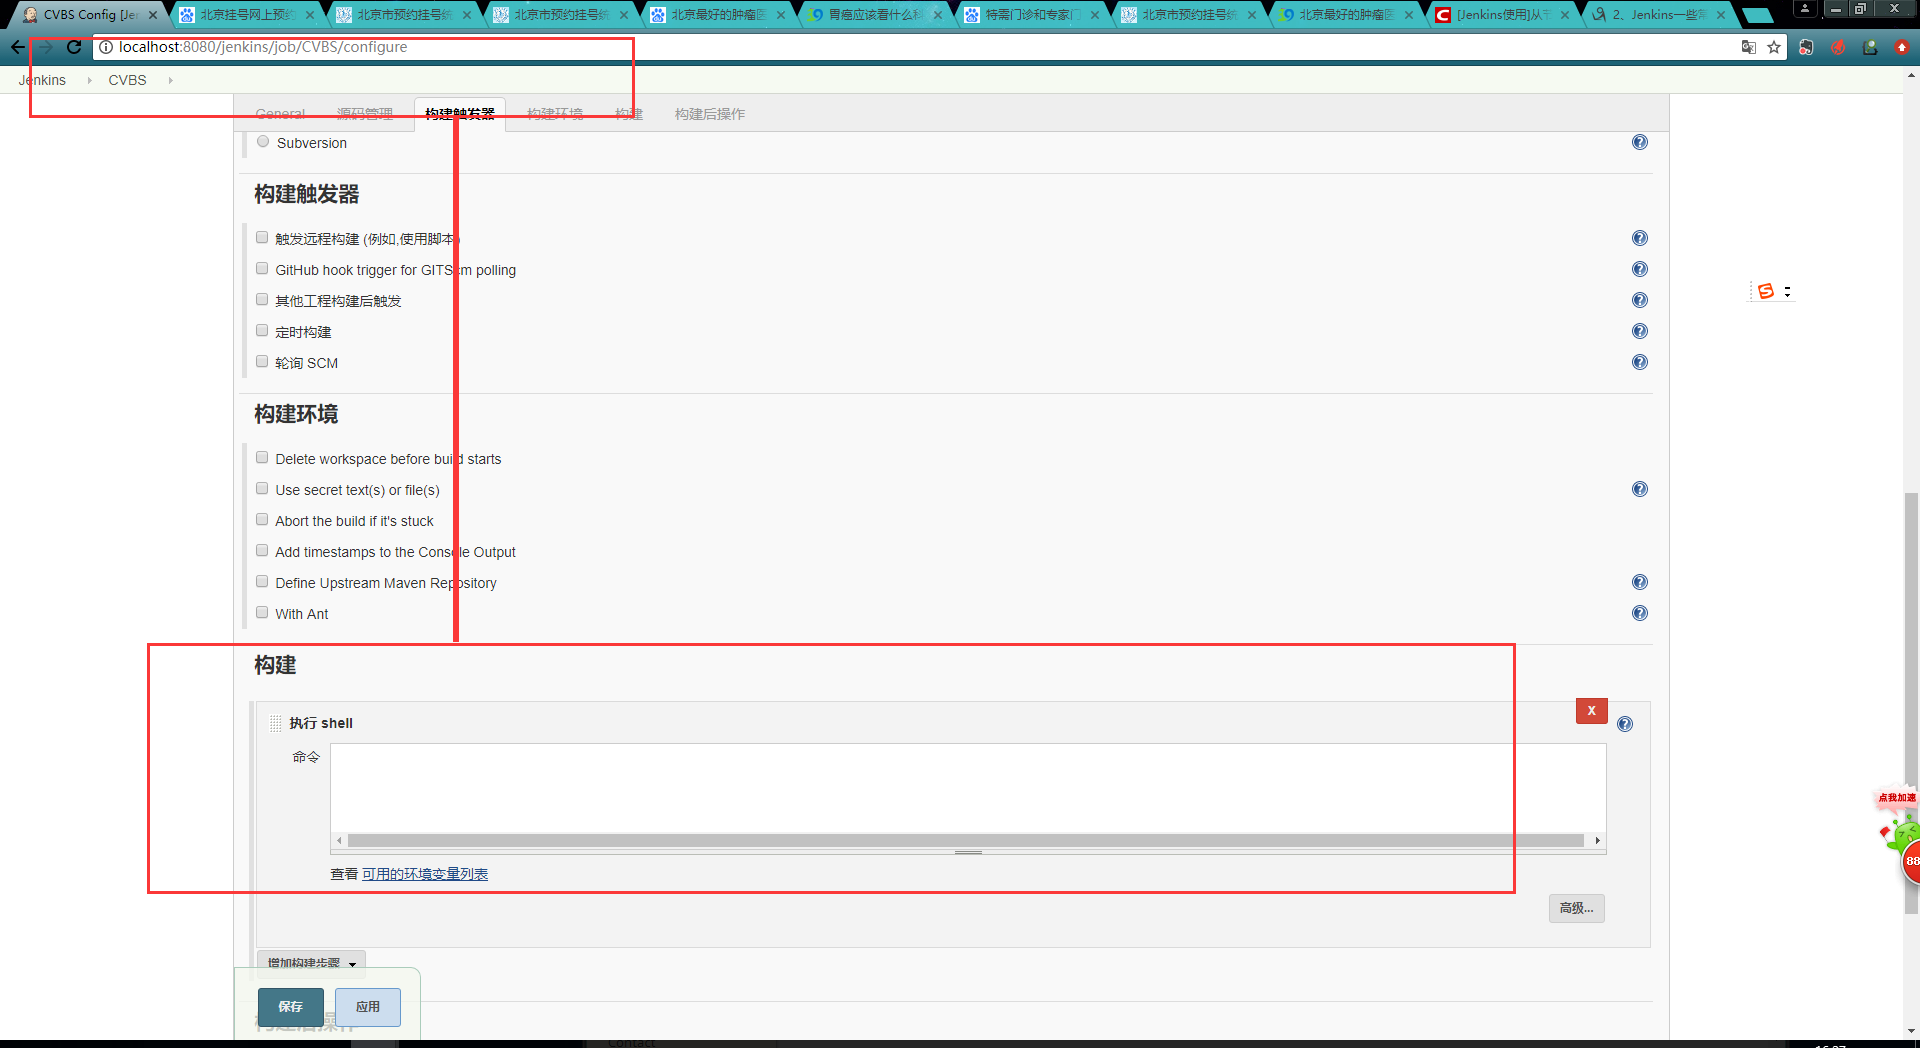 CVBS Config [Jen
北京挂号网上预约
北京市预约挂号统
北京市预约挂号统
北京最好的肿瘤医
胃癌应该看什么科
特需门诊和专家门
北京市预约挂号统
北京最好的肿瘤医
[Jenkins使用]从节
2、Jenkins一些常
localhost:8080/jenkins/job/CVBS/configure
Jenkins
CVBS
General
源码管理
构建触发器
构建环境
构建
构建后操作
Subversion
构建触发器
触发远程构建 (例如,使用脚本)
GitHub hook trigger for GITScm polling
其他工程构建后触发
定时构建
轮询 SCM
构建环境
Delete workspace before build starts
Use secret text(s) or file(s)
Abort the build if it's stuck
Add timestamps to the Console Output
Define Upstream Maven Repository
With Ant
构建
执行 shell
X
命令
查看 可用的环境变量列表
高级...
增加构建步骤
保存
应用
构建后操作
点我加速
88
Contact
16:27